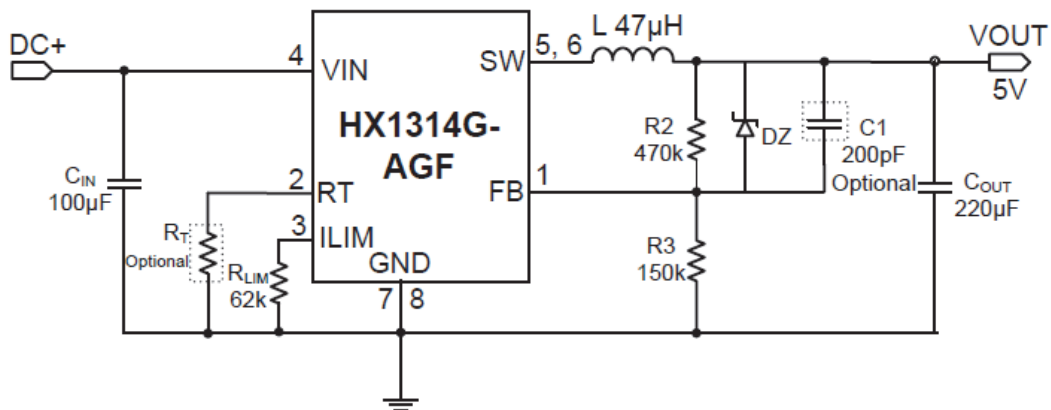 DC+
4
VIN
HX1314G-
AGF
SW
5, 6
L 47μH
VOUT
5V
R2
470k
DZ
C1
200pF
Optional
CIN
100μF
2
RT
FB
1
COUT
220μF
RT
Optional
3
ILIM
RLIM
62k
GND
7
8
R3
150k